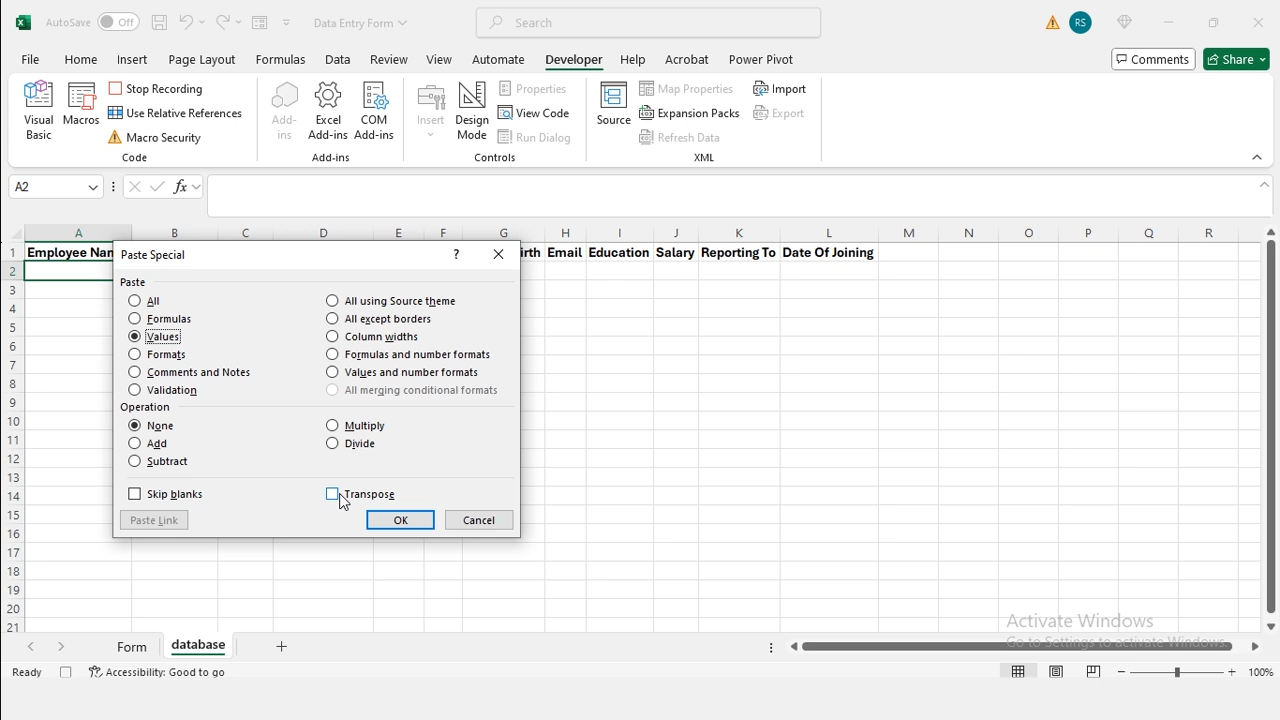 AutoSave Off Data Entry Form Search RS
File Home Insert Page Layout Formulas Data Review View Automate Developer Help Acrobat Power Pivot Comments Share
Visual Basic
Macros
Stop Recording
Use Relative References
Macro Security
Code
Add-ins
Excel Add-ins
COM Add-ins
Add-ins
Insert
Design Mode
Properties
View Code
Run Dialog
Controls
Source
Map Properties
Expansion Packs
Refresh Data
Import
Export
XML
A2 fx
A B C D E F G H I J K L M N O P Q R
1 Employee Nam irth Email Education Salary Reporting To Date Of Joining
2
3
4
5
6
7
8
9
10
11
12
13
14
15
16
17
18
19
20
21
Paste Special ?
Paste
All All using Source theme
Formulas All except borders
Values Column widths
Formats Formulas and number formats
Comments and Notes Values and number formats
Validation All merging conditional formats
Operation
None Multiply
Add Divide
Subtract
Skip blanks Transpose
Paste Link OK Cancel
Activate Windows
Go to Settings to activate Windows.
Form database
Ready Accessibility: Good to go 100%